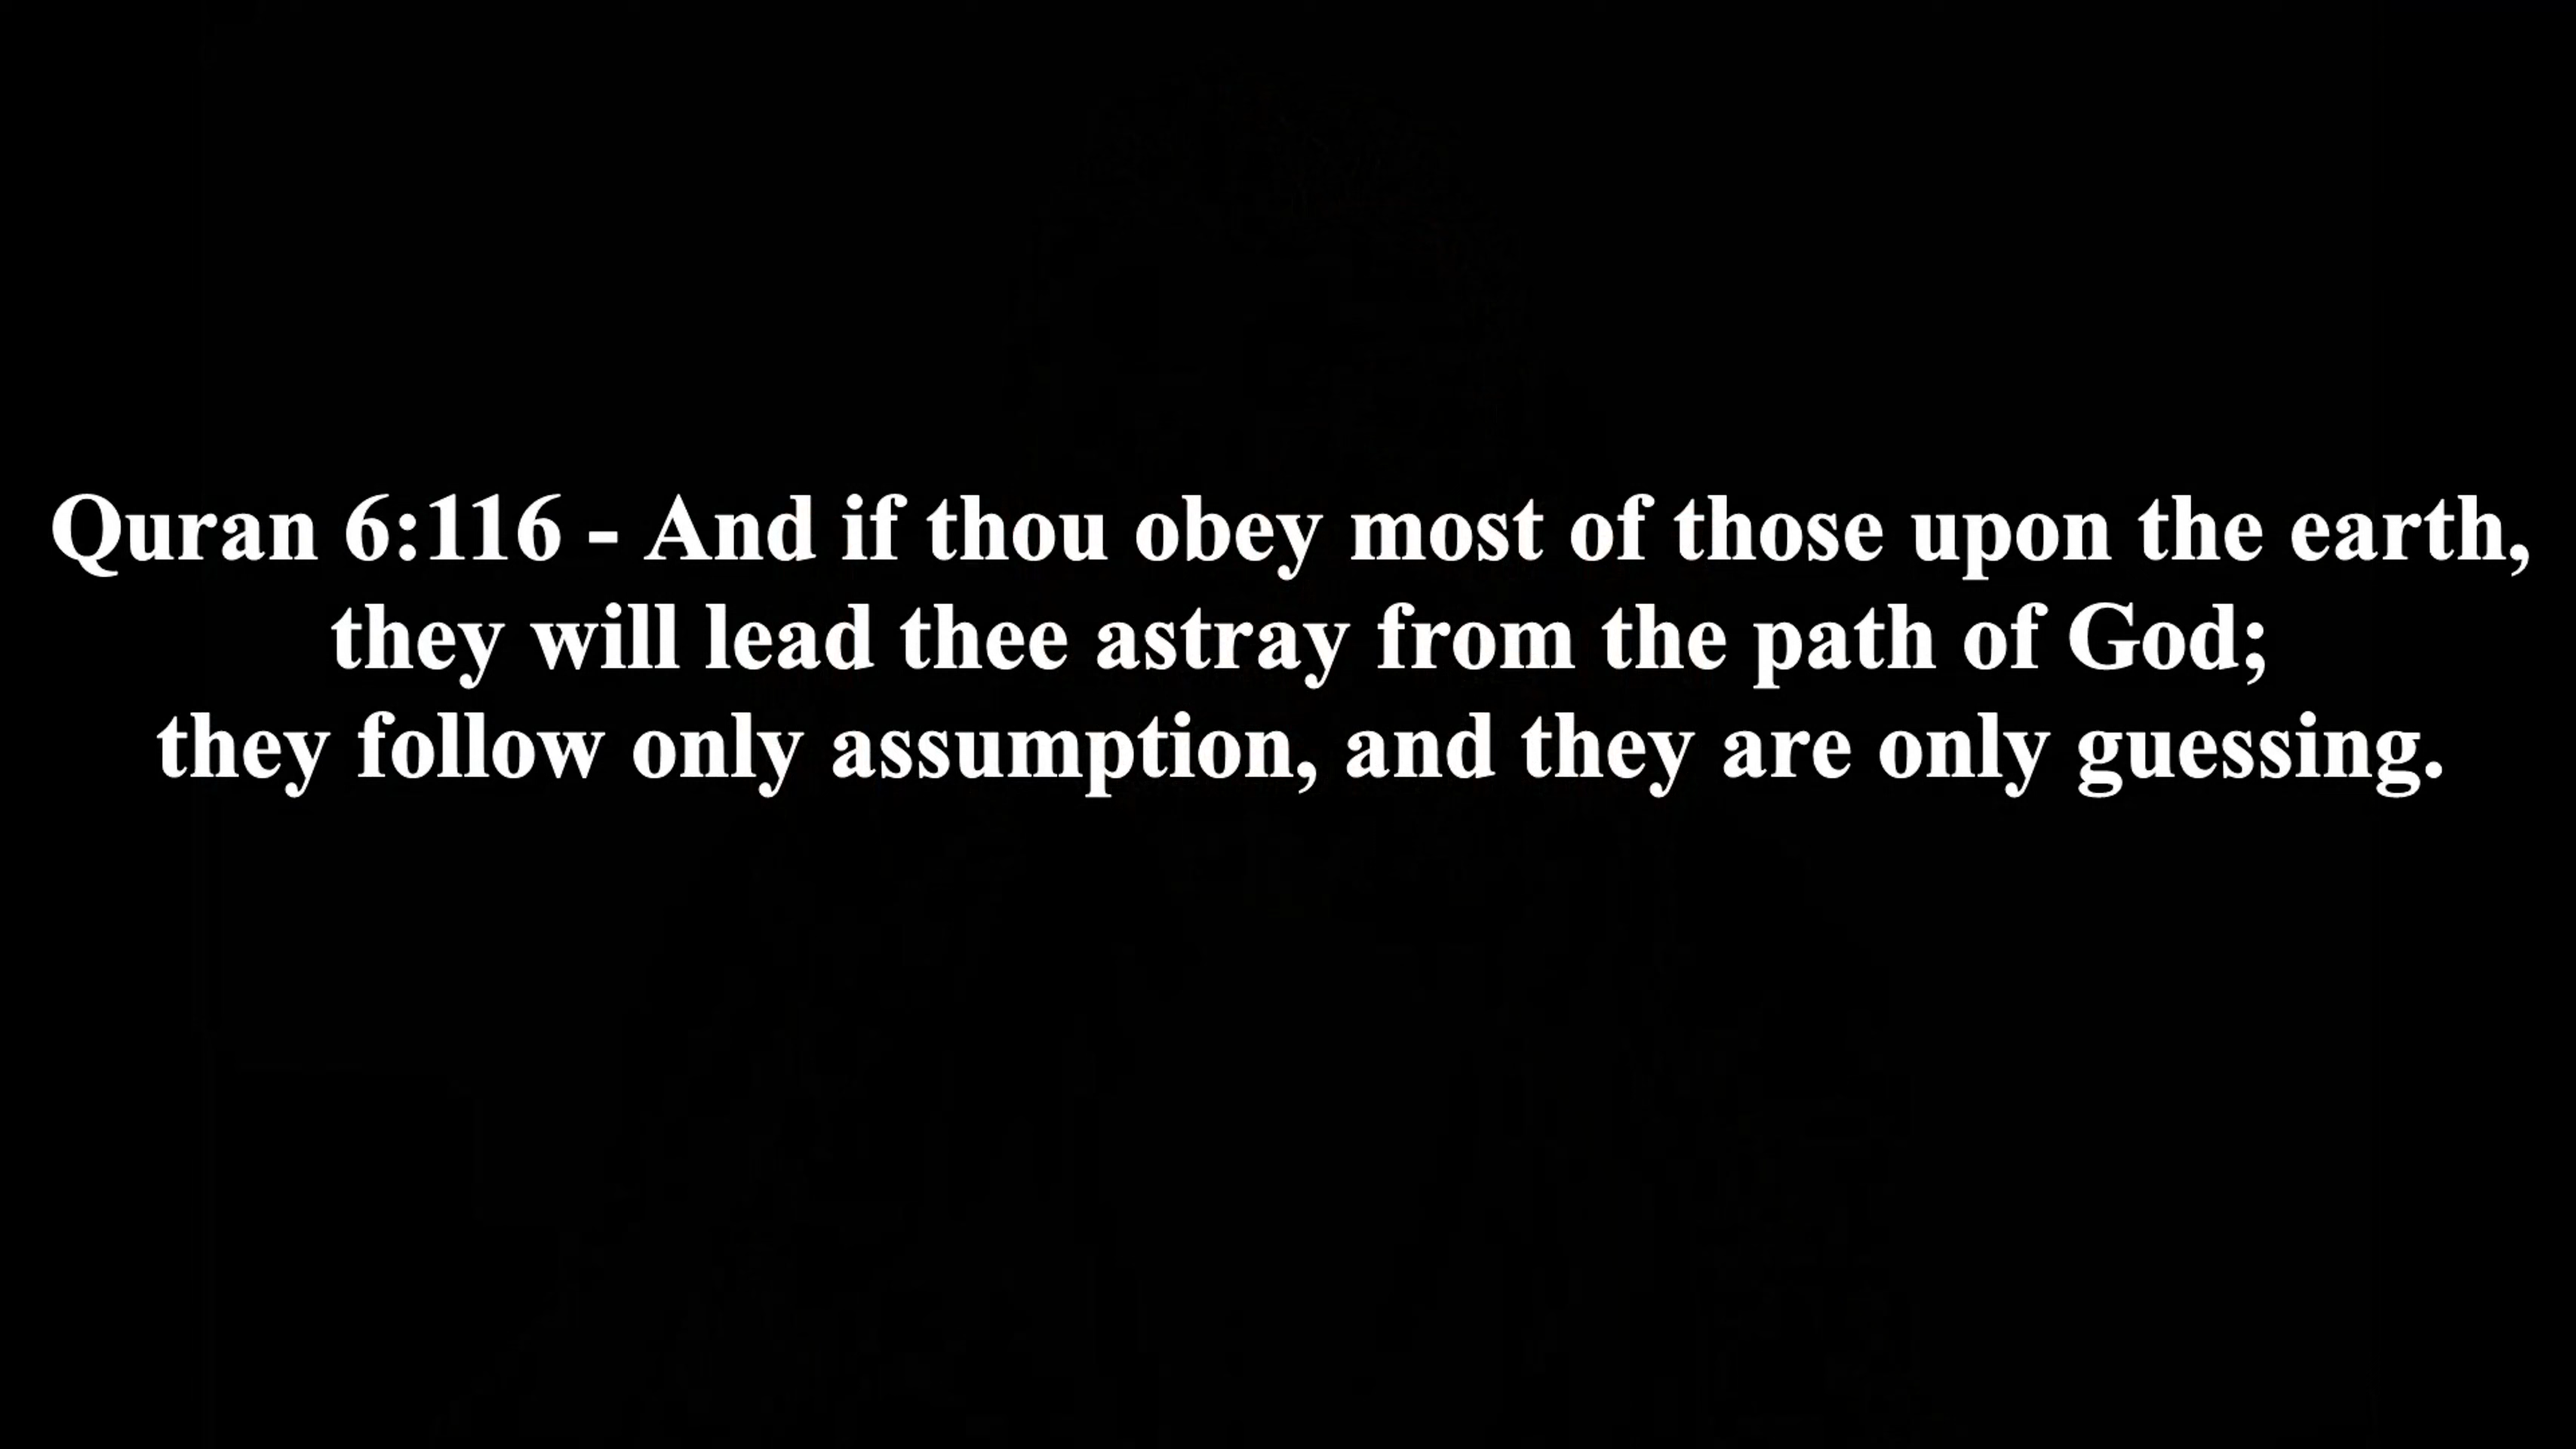 Quran 6:116 - And if thou obey most of those upon the earth,
they will lead thee astray from the path of God;
they follow only assumption, and they are only guessing.